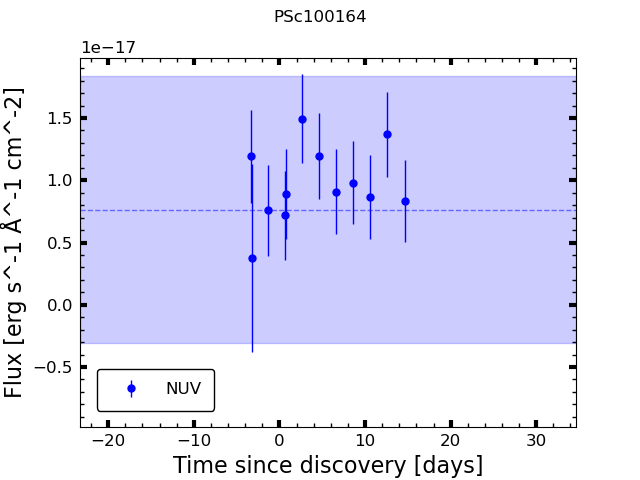 PSc100164
1e−17
Flux [erg s^-1 Å^-1 cm^-2]
1.5
1.0
0.5
0.0
−0.5
NUV
−20 −10 0 10 20 30
Time since discovery [days]